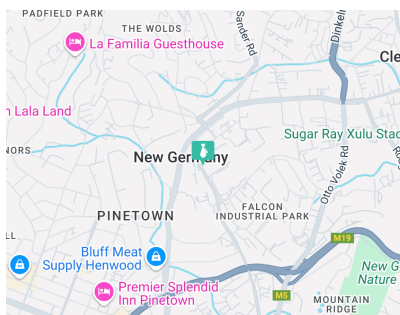 PADFIELD PARK
THE WOLDS
Sander Rd
Dinkel
La Familia Guesthouse
Cle
n Lala Land
Sugar Ray Xulu Stad
NORS
New Germany
Otto Volek Rd
FALCON
INDUSTRIAL PARK
PINETOWN
M19
LL
Bluff Meat
Supply Henwood
New G
Nature
Premier Splendid
Inn Pinetown
M5
MOUNTAIN
RIDGE